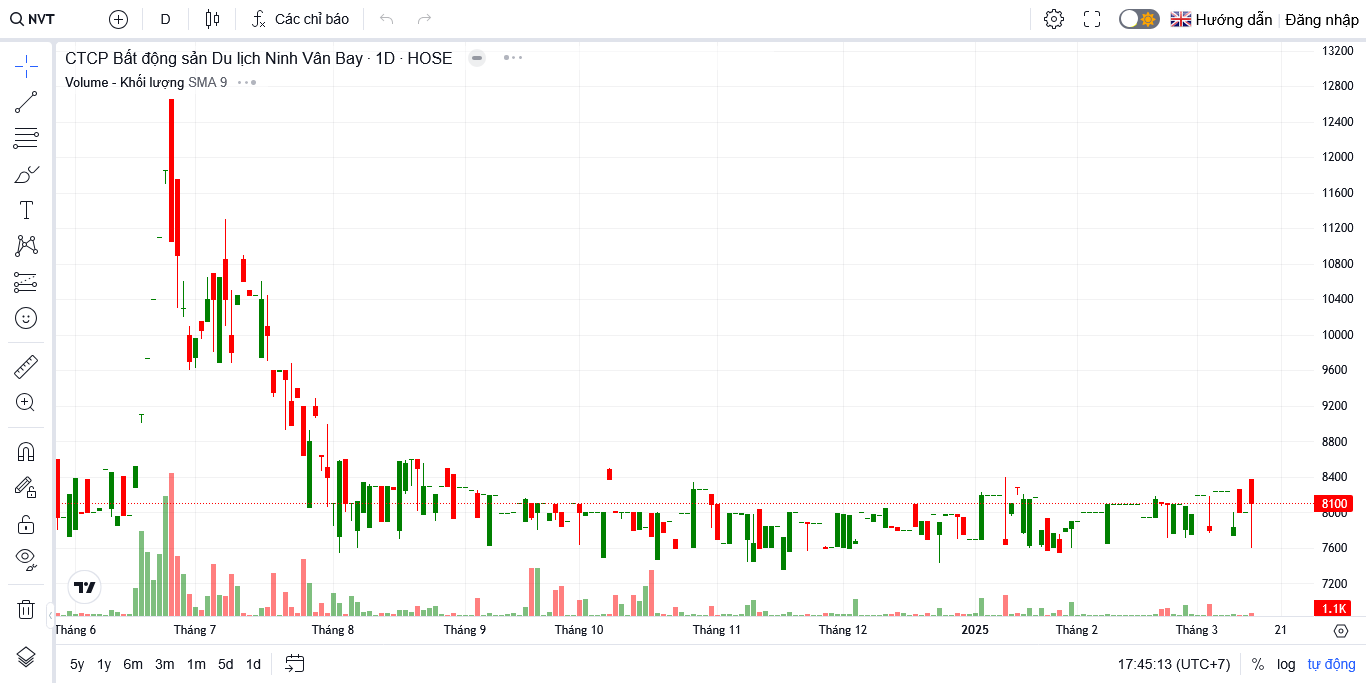 NVT D Các chỉ báo Hướng dẫn Đăng nhập
CTCP Bất động sản Du lịch Ninh Vân Bay · 1D · HOSE
Volume - Khối lượng SMA 9
13200
12800
12400
12000
11600
11200
10800
10400
10000
9600
9200
8800
8400
8100
8000
7600
7200
1.1K
Tháng 6 Tháng 7 Tháng 8 Tháng 9 Tháng 10 Tháng 11 Tháng 12 2025 Tháng 2 Tháng 3 21
5y 1y 6m 3m 1m 5d 1d 17:45:13 (UTC+7) % log tự động